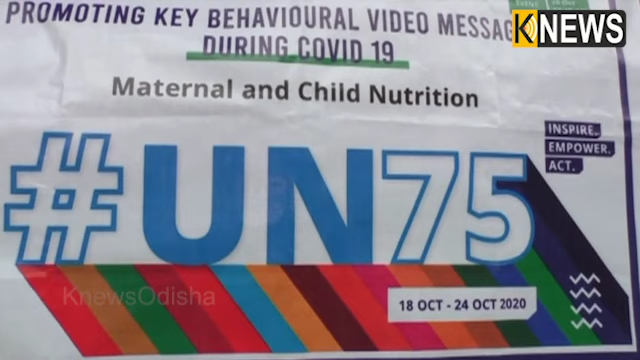 PROMOTING KEY BEHAVIOURAL VIDEO MESSAG
DURING COVID 19
Maternal and Child Nutrition
#UN75
INSPIRE.
EMPOWER.
ACT.
18 OCT - 24 OCT 2020
KnewsOdisha
KNEWS